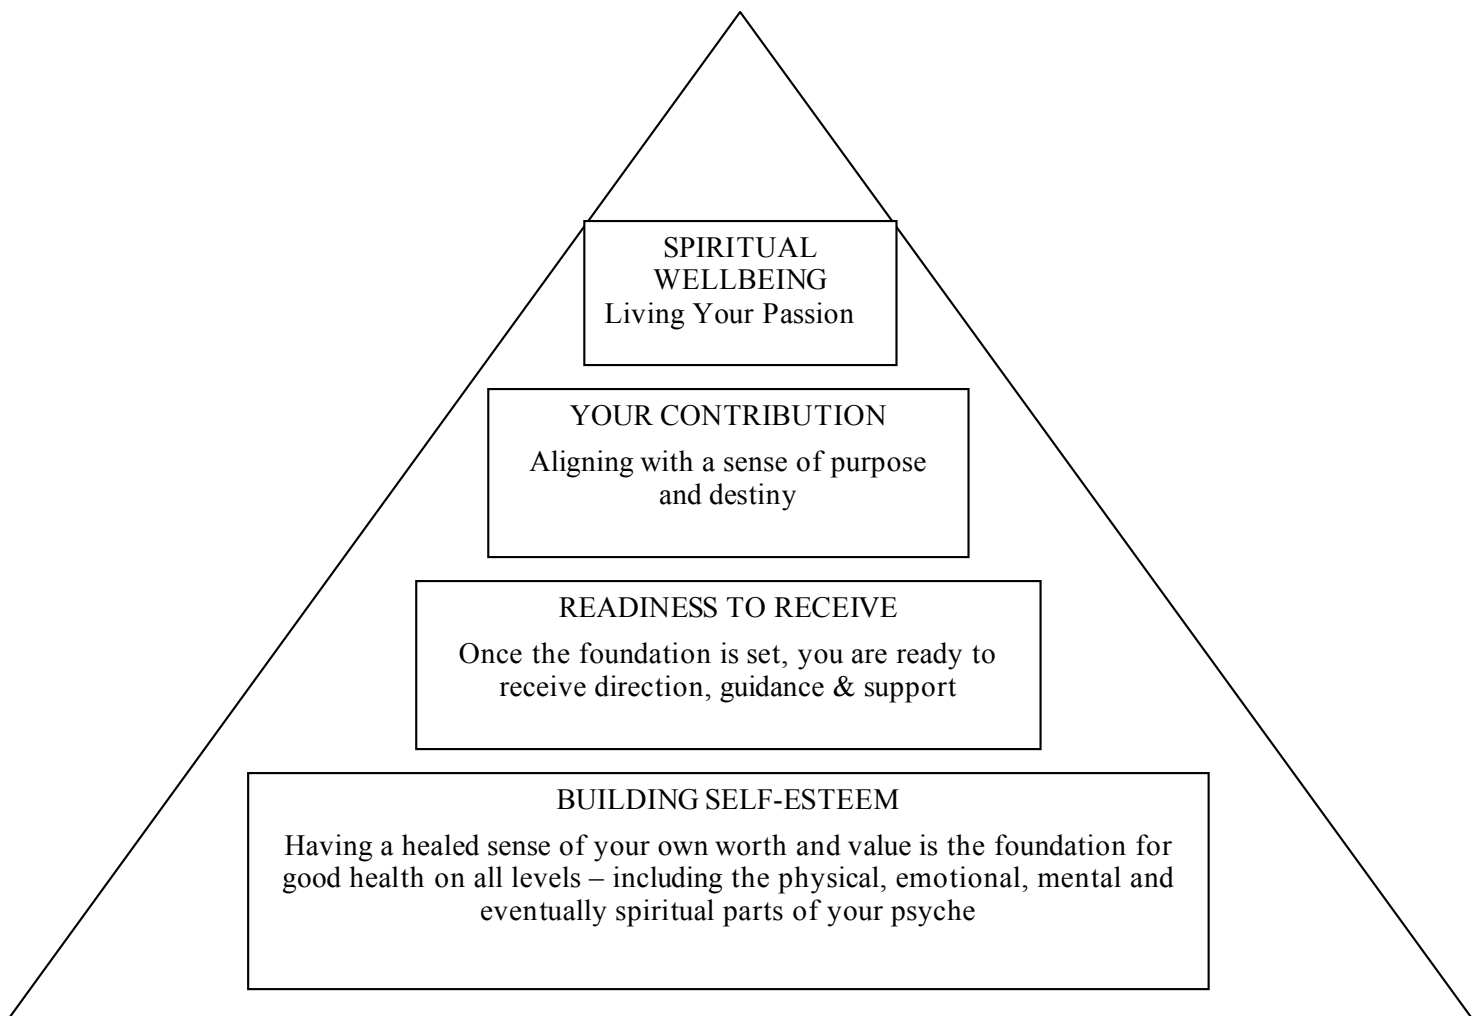 SPIRITUAL
WELLBEING
Living Your Passion
YOUR CONTRIBUTION
Aligning with a sense of purpose
and destiny
READINESS TO RECEIVE
Once the foundation is set, you are ready to
receive direction, guidance & support
BUILDING SELF-ESTEEM
Having a healed sense of your own worth and value is the foundation for
good health on all levels – including the physical, emotional, mental and
eventually spiritual parts of your psyche